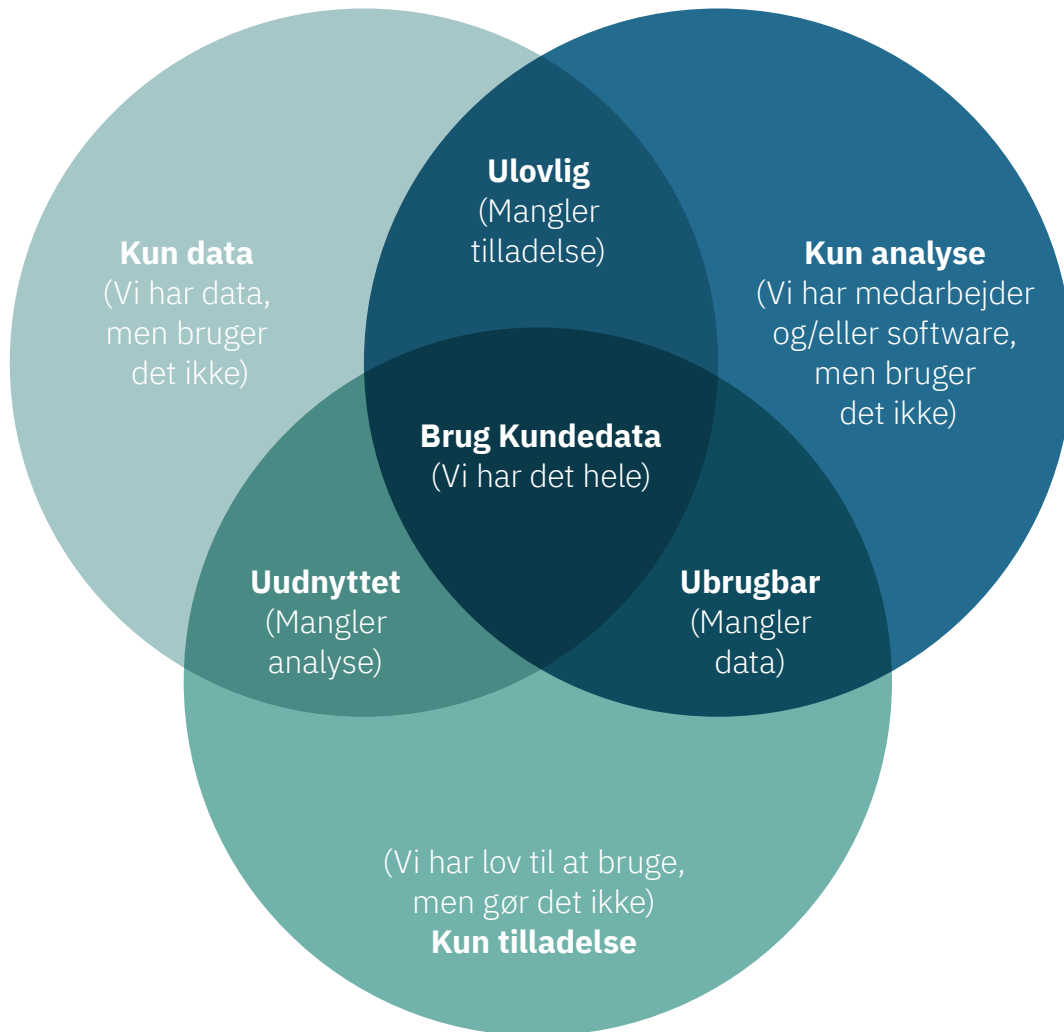 Ulovlig
(Mangler
tilladelse)
Kun data
(Vi har data,
men bruger
det ikke)
Kun analyse
(Vi har medarbejder
og/eller software,
men bruger
det ikke)
Brug Kundedata
(Vi har det hele)
Uudnyttet
(Mangler
analyse)
Ubrugbar
(Mangler
data)
(Vi har lov til at bruge,
men gør det ikke)
Kun tilladelse